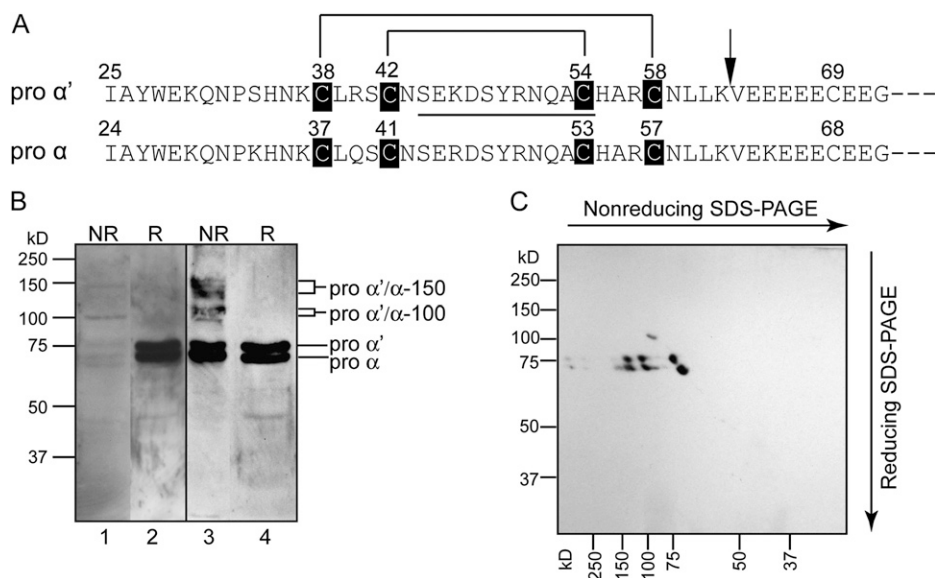 A
25 38 42 54 58 69
pro α’ IAYWEKQNPSHNKCLRSCNSEKDSYRNQACHARCNLLKVEEEEECEEG---
24 37 41 53 57 68
pro α IAYWEKQNPKHNKCLQSCNSERDSYRNQACHARCNLLKVEKEEECEEG---
B
kD NR R NR R
250
150
100
75
50
37
pro α’/α-150
pro α’/α-100
pro α’
pro α
1 2 3 4
C
Nonreducing SDS-PAGE
kD
250
150
100
75
50
37
Reducing SDS-PAGE
kD 250 150 100 75 50 37